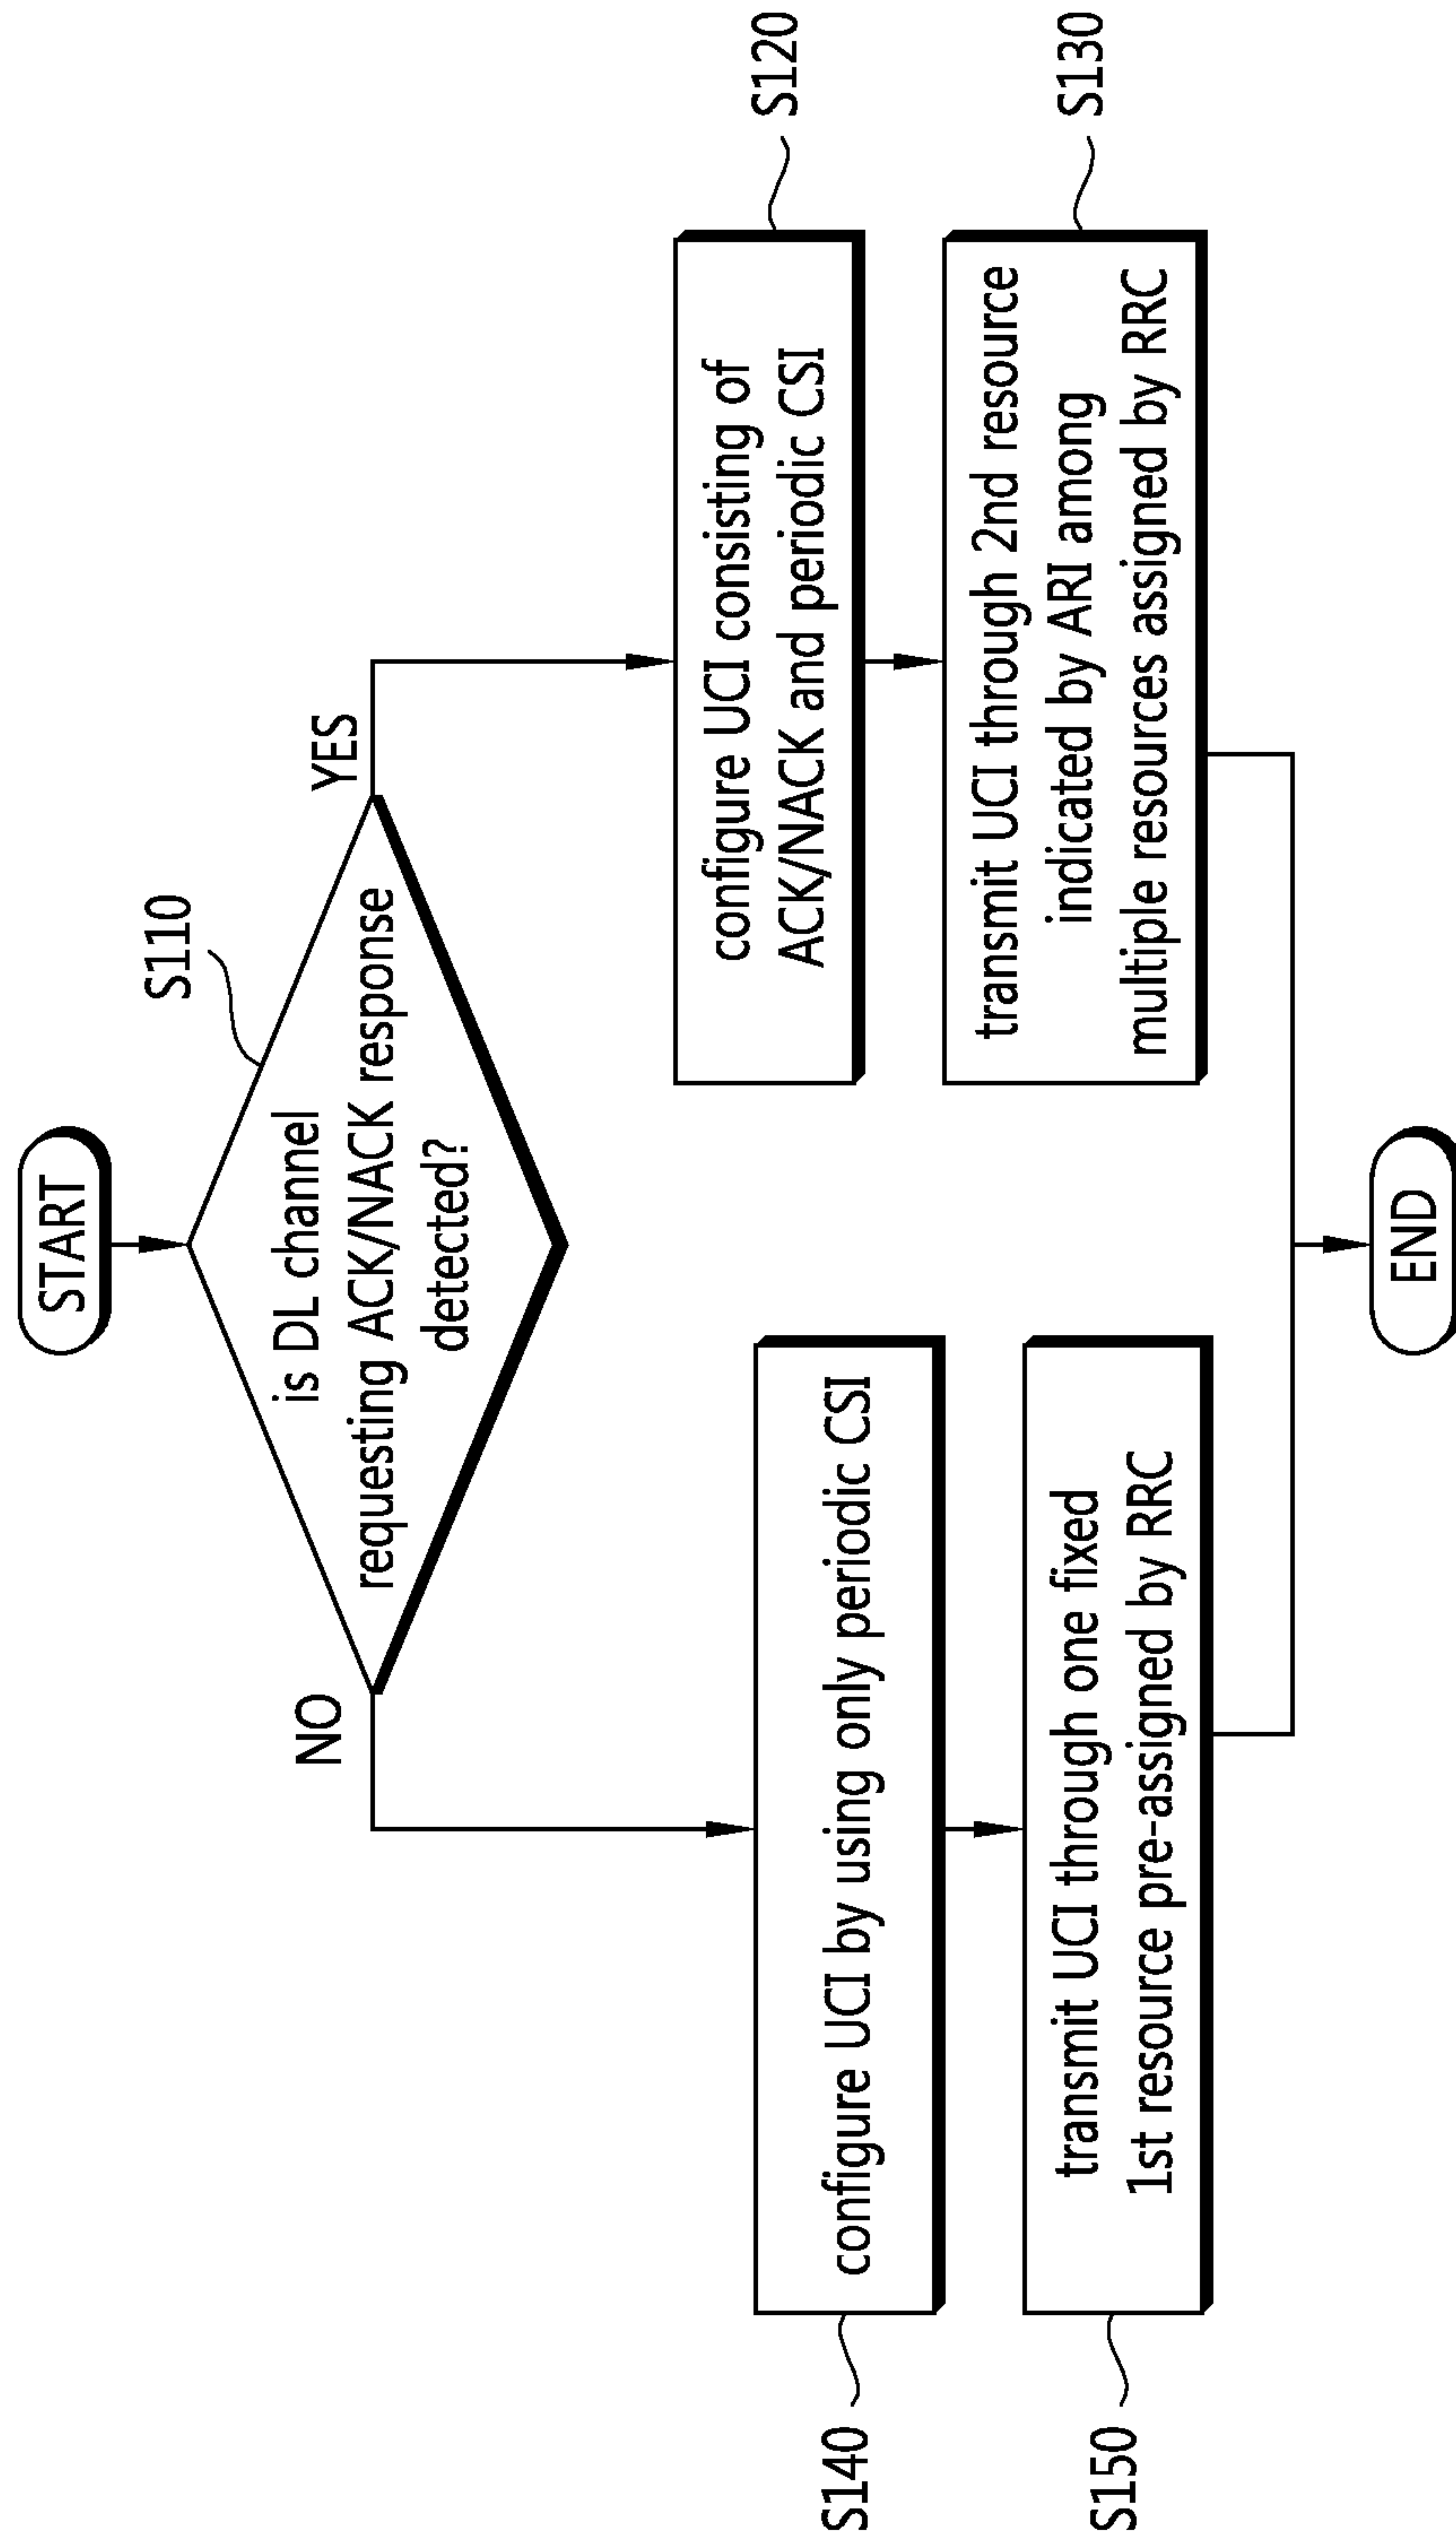 START
S110
is DL channel
requesting ACK/NACK response
detected?
NO
YES
configure UCI consisting of
ACK/NACK and periodic CSI
S120
transmit UCI through 2nd resource
indicated by ARI among
multiple resources assigned by RRC
S130
S140
configure UCI by using only periodic CSI
S150
transmit UCI through one fixed
1st resource pre-assigned by RRC
END